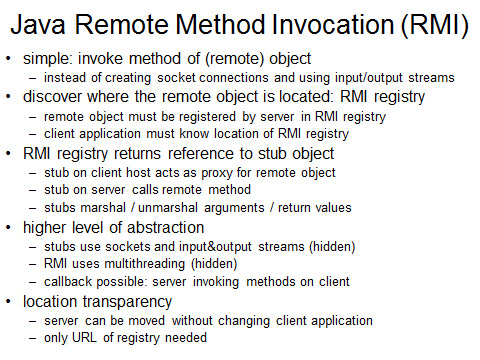 Java Remote Method Invocation (RMI)
• simple: invoke method of (remote) object
– instead of creating socket connections and using input/output streams
• discover where the remote object is located: RMI registry
– remote object must be registered by server in RMI registry
– client application must know location of RMI registry
• RMI registry returns reference to stub object
– stub on client host acts as proxy for remote object
– stub on server calls remote method
– stubs marshal / unmarshal arguments / return values
• higher level of abstraction
– stubs use sockets and input&output streams (hidden)
– RMI uses multithreading (hidden)
– callback possible: server invoking methods on client
• location transparency
– server can be moved without changing client application
– only URL of registry needed